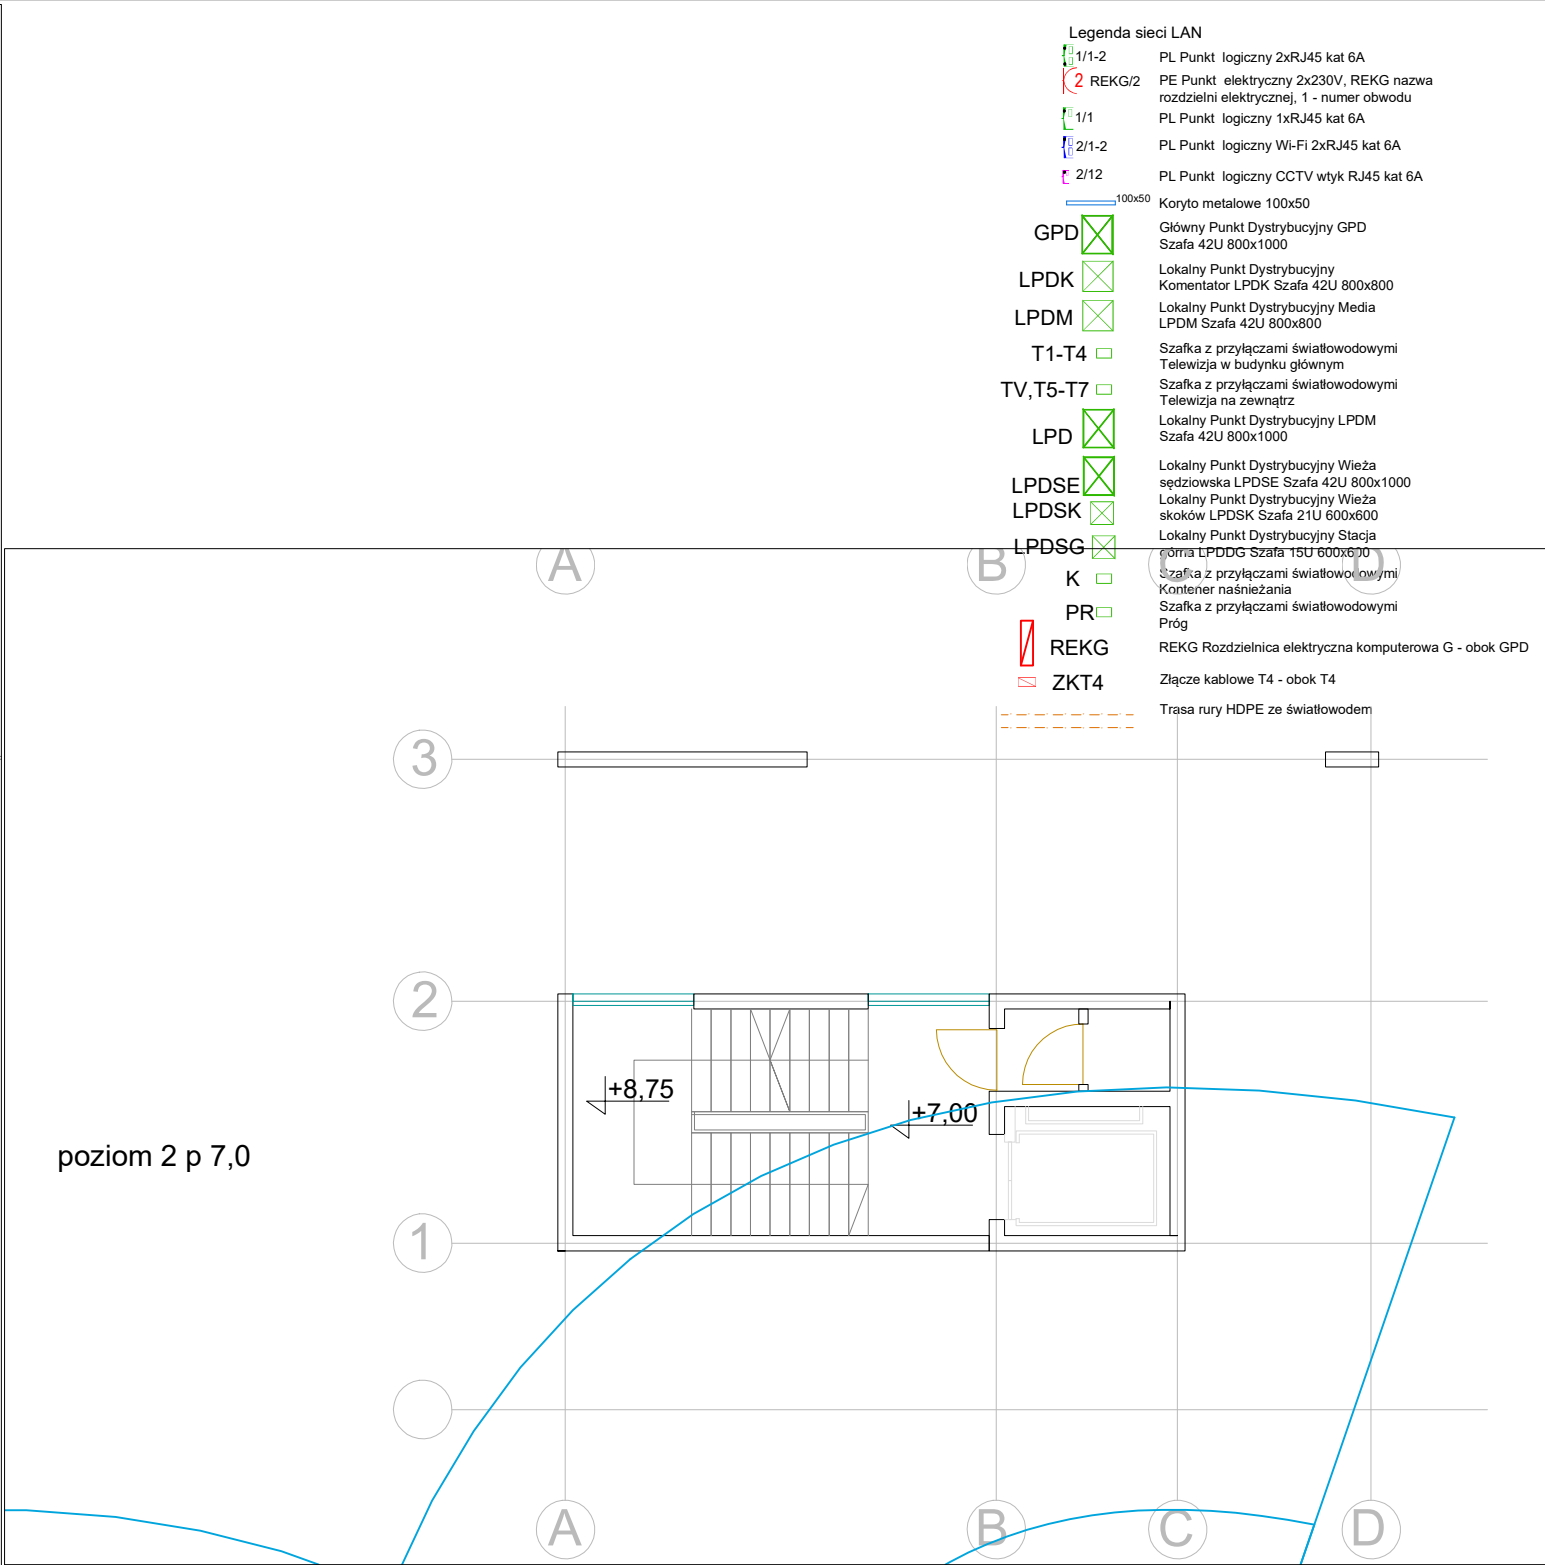 Legenda sieci LAN
1/1-2 PL Punkt logiczny 2xRJ45 kat 6A
2 REKG/2 PE Punkt elektryczny 2x230V, REKG nazwa
rozdzielni elektrycznej, 1 - numer obwodu
1/1 PL Punkt logiczny 1xRJ45 kat 6A
2/1-2 PL Punkt logiczny Wi-Fi 2xRJ45 kat 6A
2/12 PL Punkt logiczny CCTV wtyk RJ45 kat 6A
100x50 Koryto metalowe 100x50
GPD Główny Punkt Dystrybucyjny GPD
Szafa 42U 800x1000
LPDK Lokalny Punkt Dystrybucyjny
Komentator LPDK Szafa 42U 800x800
LPDM Lokalny Punkt Dystrybucyjny Media
LPDM Szafa 42U 800x800
T1-T4 Szafka z przyłączami światłowodowymi
Telewizja w budynku głównym
TV,T5-T7 Szafka z przyłączami światłowodowymi
Telewizja na zewnątrz
LPD Lokalny Punkt Dystrybucyjny LPDM
Szafa 42U 800x1000
LPDSE Lokalny Punkt Dystrybucyjny Wieża
sędziowska LPDSE Szafa 42U 800x1000
LPDSK Lokalny Punkt Dystrybucyjny Wieża
skoków LPDSK Szafa 21U 600x600
LPDSG Lokalny Punkt Dystrybucyjny Stacja
górna LPDDG Szafa 15U 600x600
A B C D
K Szafka z przyłączami światłowodowymi
Kontener naśnieżania
PR Szafka z przyłączami światłowodowymi
Próg
REKG REKG Rozdzielnica elektryczna komputerowa G - obok GPD
ZKT4 Złącze kablowe T4 - obok T4
Trasa rury HDPE ze światłowodem
3
2
+8,75
+7,00
poziom 2 p 7,0
1
A B C D